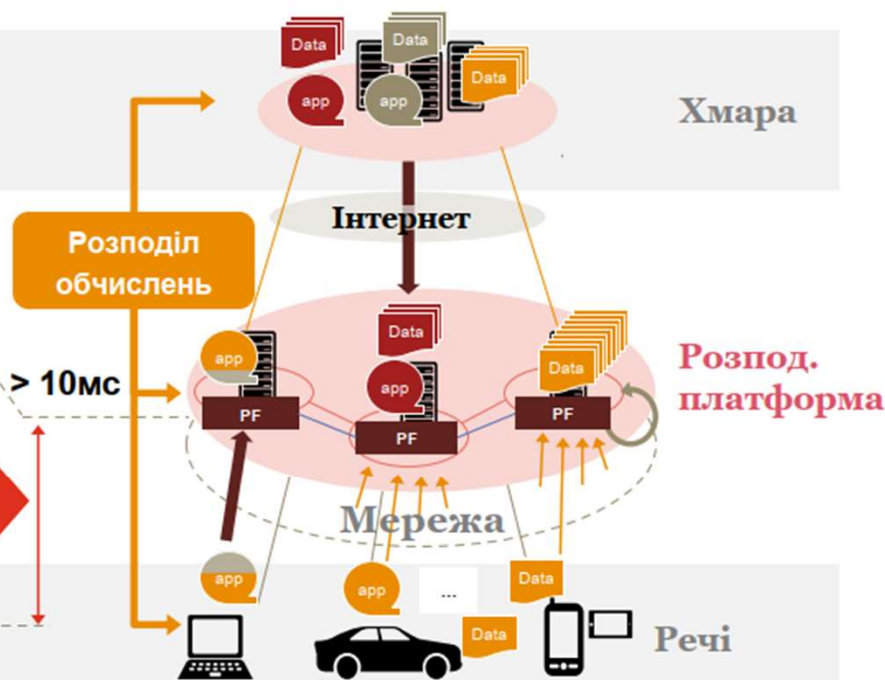 Data
Data
Data
app
app
Хмара
Інтернет
Розподіл
обчислень
Data
app
Data
Розпод.
платформа
> 10мс
app
PF
PF
PF
Мережа
app
app
...
Data
Data
Речі